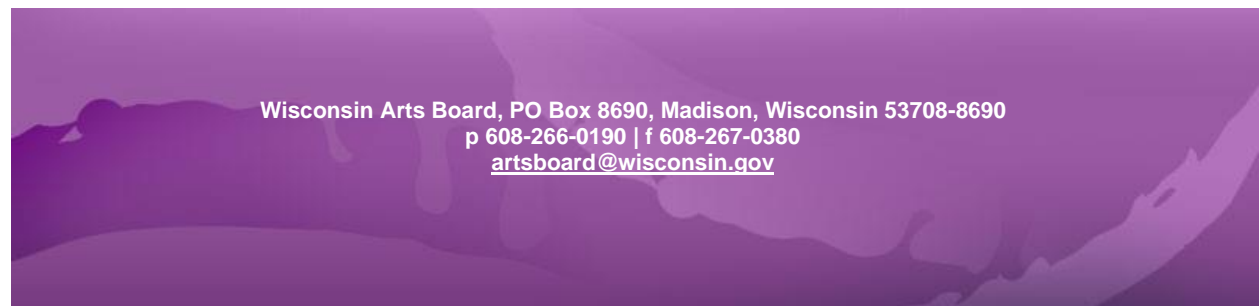 Wisconsin Arts Board, PO Box 8690, Madison, Wisconsin 53708-8690
p 608-266-0190 | f 608-267-0380
artsboard@wisconsin.gov